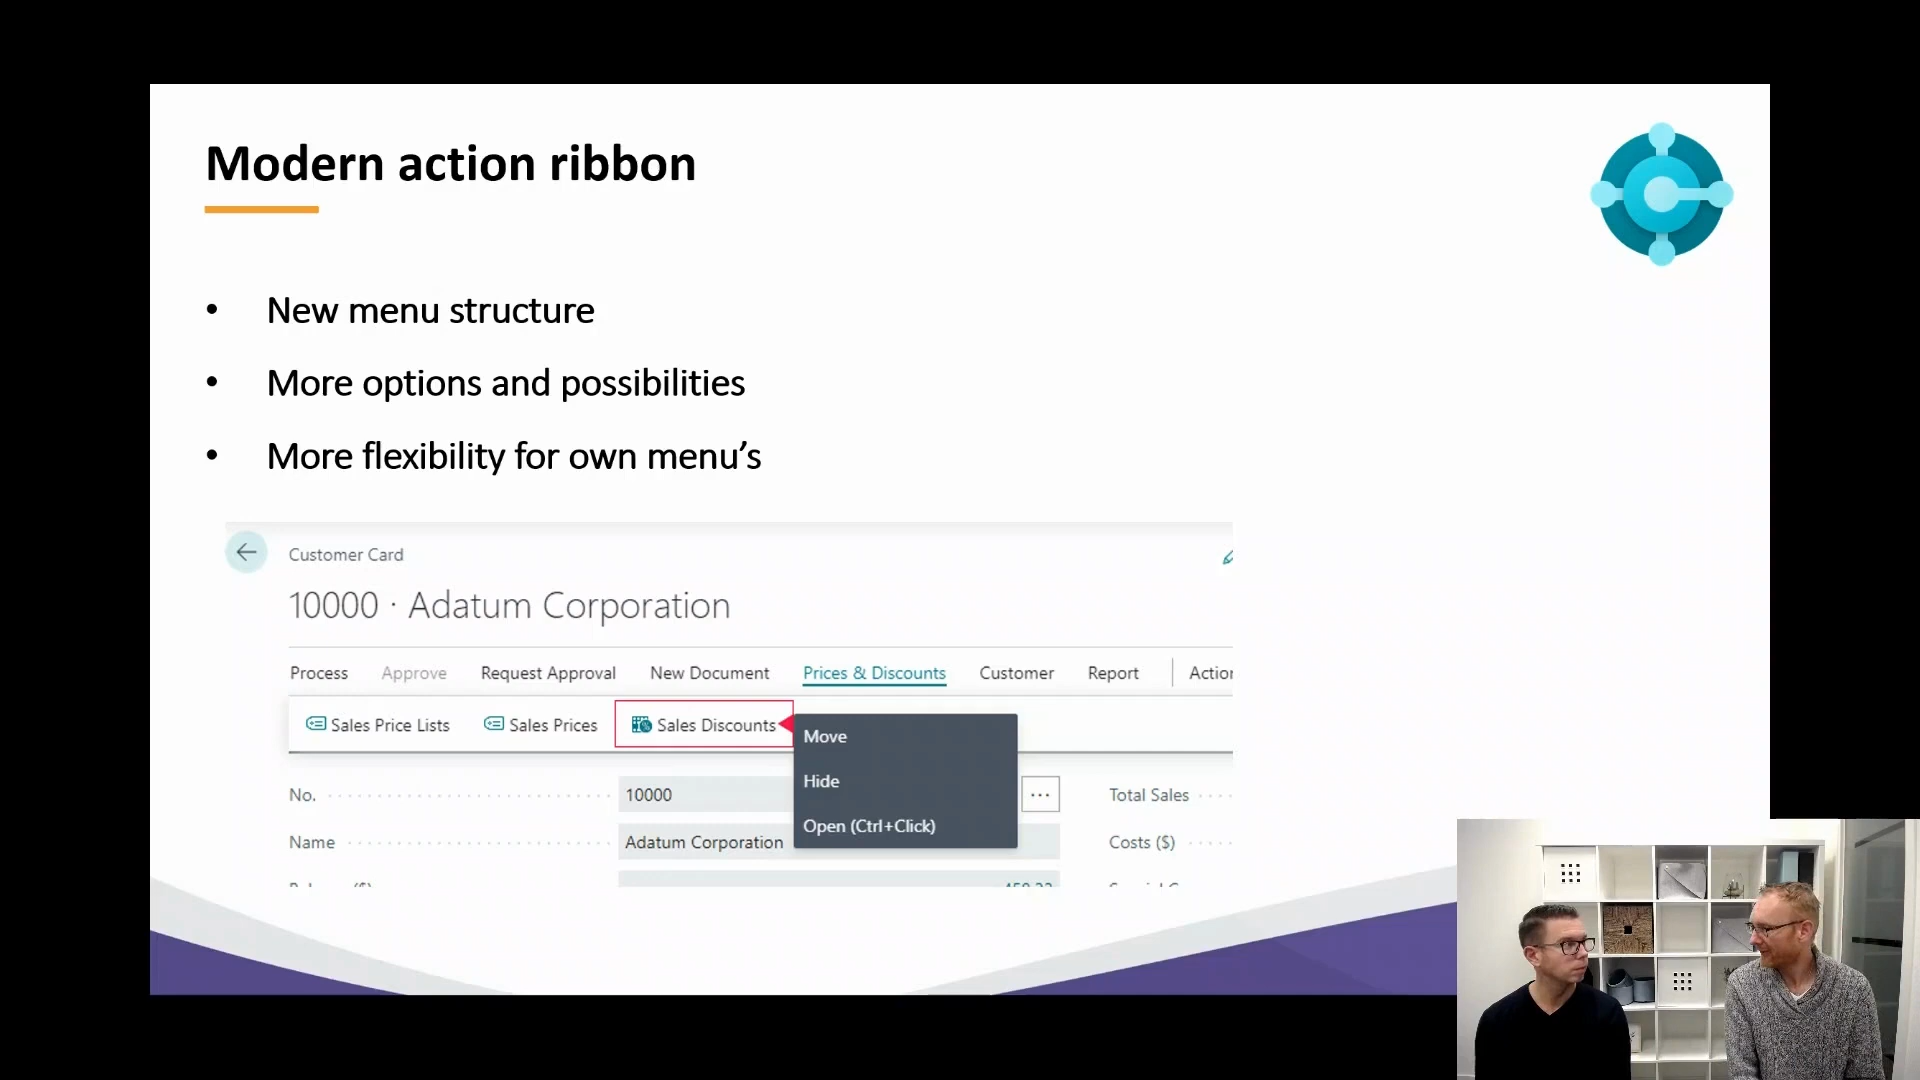 Modern action ribbon
• New menu structure
• More options and possibilities
• More flexibility for own menu’s
Customer Card
10000 · Adatum Corporation
Process Approve Request Approval New Document Prices & Discounts Customer Report
Sales Price Lists Sales Prices Sales Discounts
Move
Hide
Open (Ctrl+Click)
No. 10000 Total Sales
Name Adatum Corporation Costs ($)